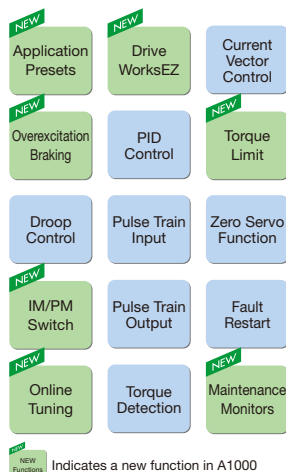 NEW
Application
Presets
NEW
Drive
WorksEZ
Current
Vector
Control
NEW
Overexcitation
Braking
PID
Control
NEW
Torque
Limit
Droop
Control
Pulse Train
Input
Zero Servo
Function
NEW
IM/PM
Switch
Pulse Train
Output
Fault
Restart
NEW
Online
Tuning
Torque
Detection
NEW
Maintenance
Monitors
NEW
NEW
Functions
Indicates a new function in A1000